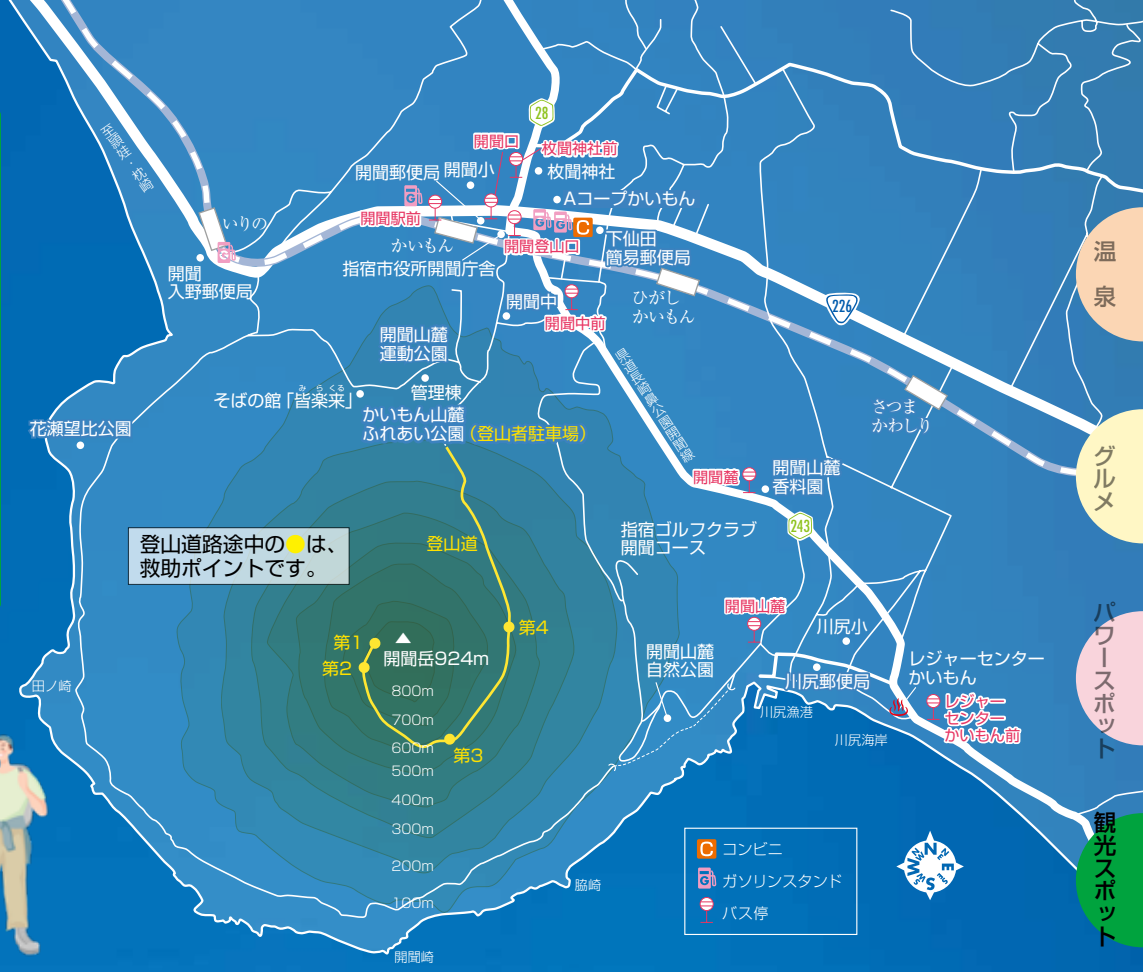 28
開聞口
枚聞神社前
開聞郵便局
開聞小
枚聞神社
Aコープかいもん
至頴娃・枕崎
いりの
開聞駅前
かいもん
開聞登山口
C
下仙田
簡易郵便局
指宿市役所開聞庁舎
開聞
入野郵便局
開聞中
開聞中前
ひがし
かいもん
226
開聞山麓
運動公園
県道長崎鼻公園開聞線
みらくる
そばの館「皆楽来」
管理棟
かいもん山麓
ふれあい公園(登山者駐車場)
さつま
かわしり
花瀬望比公園
開聞麓
開聞山麓
香料園
243
登山道路途中の●は、
救助ポイントです。
登山道
指宿ゴルフクラブ
開聞コース
開聞山麓
川尻小
第1
第2
第3
第4
開聞岳924m
開聞山麓
自然公園
川尻郵便局
レジャーセンター
かいもん
レジャー
センター
かいもん前
田ノ崎
川尻漁港
川尻海岸
800m
700m
600m
500m
400m
300m
200m
100m
脇崎
開聞崎
C コンビニ
G ガソリンスタンド
バス停
N
E
S
W
温泉
グルメ
パワースポット
観光スポット